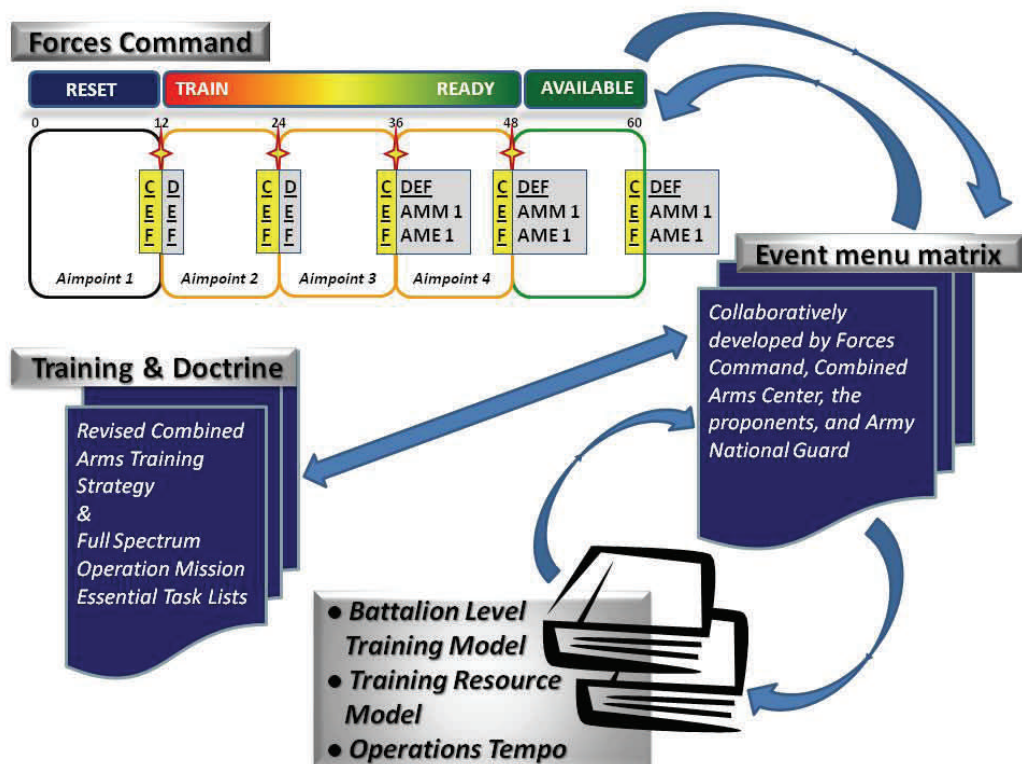 Forces Command
RESET
TRAIN
READY
AVAILABLE
0
12
24
36
48
60
C D
E E
F F
C D
E E
F F
C DEF
E AMM 1
F AME 1
C DEF
E AMM 1
F AME 1
C DEF
E AMM 1
F AME 1
Aimpoint 1
Aimpoint 2
Aimpoint 3
Aimpoint 4
Event menu matrix
Collaboratively
developed by Forces
Command, Combined
Arms Center, the
proponents, and Army
National Guard
Training & Doctrine
Revised Combined
Arms Training
Strategy
&
Full Spectrum
Operation Mission
Essential Task Lists
• Battalion Level
Training Model
• Training Resource
Model
• Operations Tempo